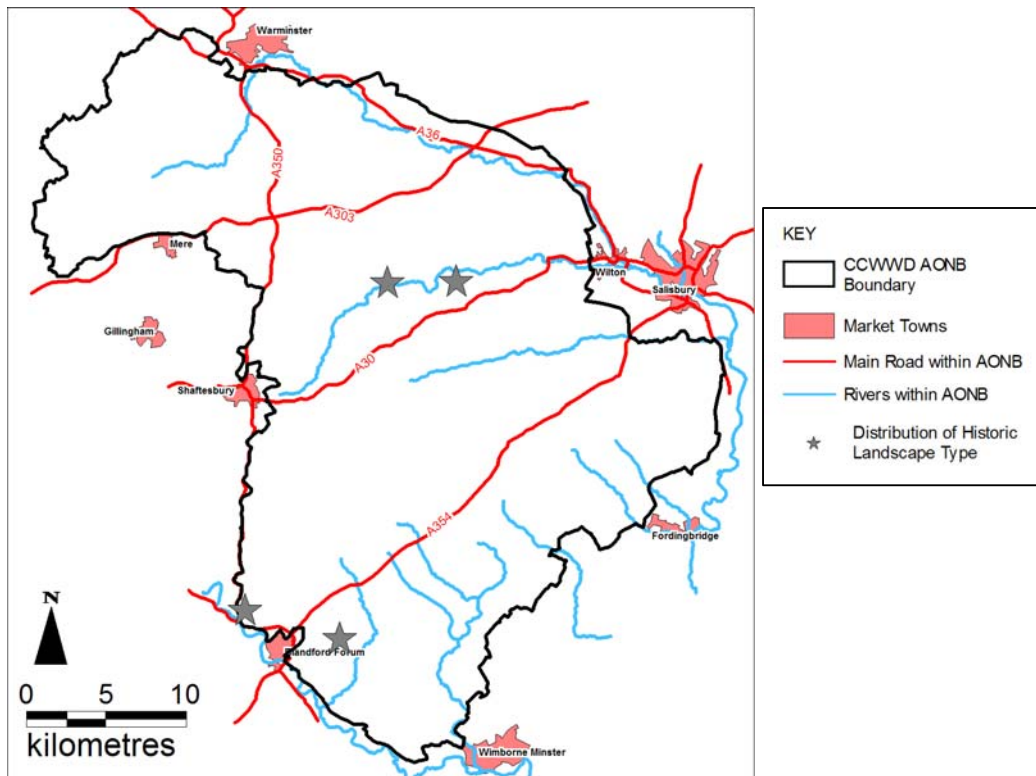 Warminster
A36
A350
A303
Mere
Wilton
Salisbury
Gillingham
A30
Shaftesbury
A354
Fordingbridge
Blandford Forum
Wimborne Minster
N
0 5 10
kilometres
KEY
CCWWD AONB
Boundary
Market Towns
Main Road within AONB
Rivers within AONB
Distribution of Historic
Landscape Type